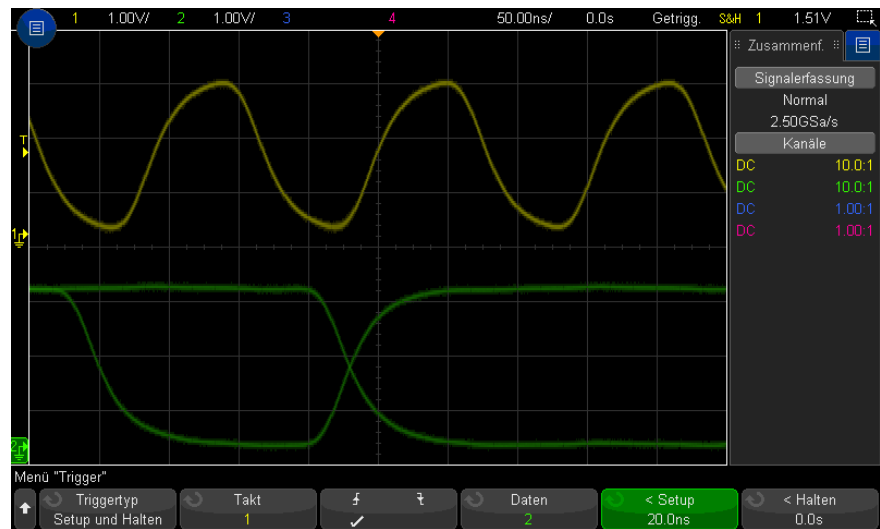 1 1.00V/ 2 1.00V/ 3 4 50.00ns/ 0.0s Getrigg. S&H 1 1.51V
Zusammenf.
Signalerfassung
Normal
2.50GSa/s
Kanäle
DC 10.0:1
DC 10.0:1
DC 1.00:1
DC 1.00:1
T
1
2
Menü "Trigger"
Triggertyp Takt Daten < Setup < Halten
Setup und Halten 1 2 20.0ns 0.0s